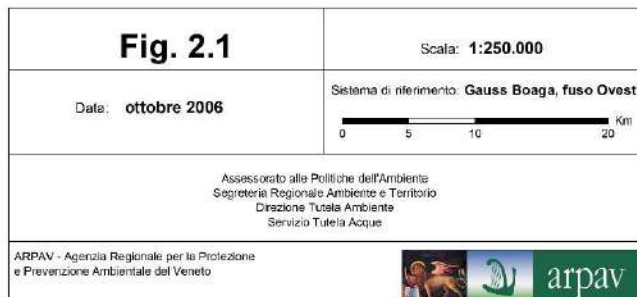 Fig. 2.1
Scala: 1:250.000
Data: ottobre 2006
Sistema di riferimento: Gauss Boaga, fuso Ovest
Km
0 5 10 20
Assessorato alle Politiche dell'Ambiente
Segreteria Regionale Ambiente e Territorio
Direzione Tutela Ambiente
Servizio Tutela Acque
ARPAV - Agenzia Regionale per la Protezione
e Prevenzione Ambientale del Veneto
arpav